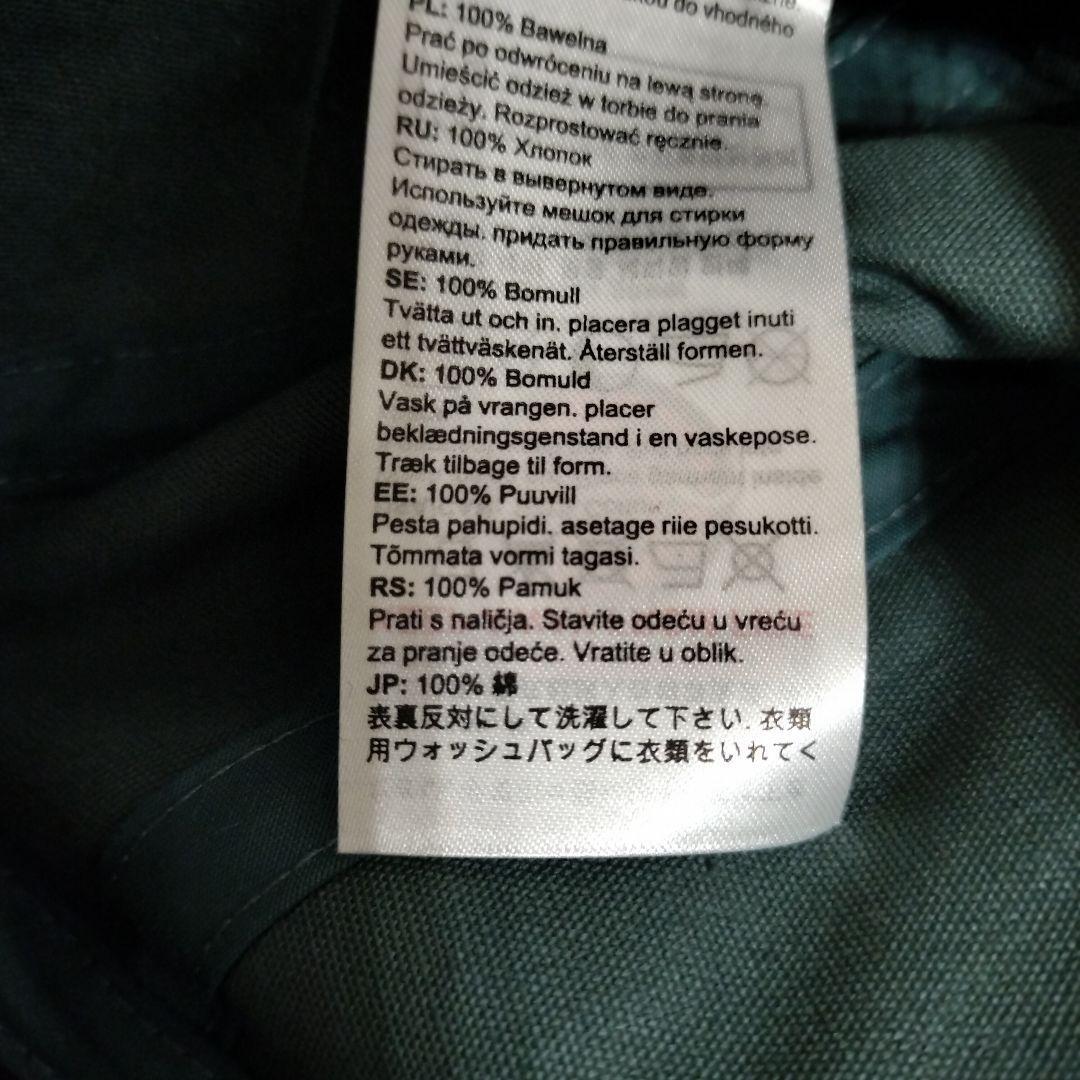 do vhodného
PL: 100% Bawełna
Prać po odwróceniu na lewą stronę.
Umieścić odzież w torbie do prania
odzieży. Rozprostować ręcznie.
RU: 100% Хлопок
Стирать в вывернутом виде.
Используйте мешок для стирки
одежды. придать правильную форму
руками.
SE: 100% Bomull
Tvätta ut och in. placera plagget inuti
ett tvättväskenät. Återställ formen.
DK: 100% Bomuld
Vask på vrangen. placer
beklædningsgenstand i en vaskepose.
Træk tilbage til form.
EE: 100% Puuvill
Pesta pahupidi. asetage riie pesukotti.
Tõmmata vormi tagasi.
RS: 100% Pamuk
Prati s naličja. Stavite odeću u vreću
za pranje odeće. Vratite u oblik.
JP: 100% 綿
表裏反対にして洗濯して下さい. 衣類
用ウォッシュバッグに衣類をいれてく